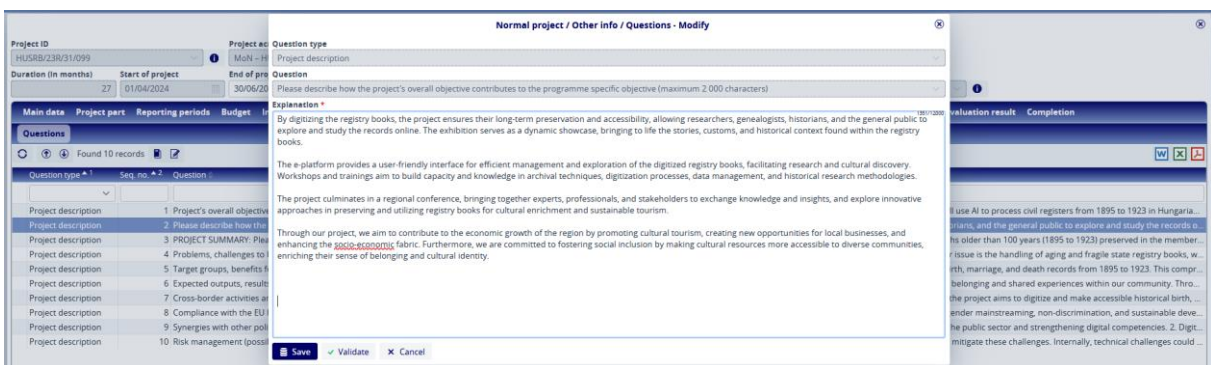 Normal project / Other info / Questions - Modify
Project ID
Project ac
Question type
HUSRB/23R/31/099
MoN - H
Project description
Duration (in months)
Start of project
End of pro
Question
27
01/04/2024
30/06/20
Please describe how the project's overall objective contributes to the programme specific objective (maximum 2 000 characters)
Explanation *
Main data Project part Reporting periods Budget
valuation result Completion
By digitizing the registry books, the project ensures their long-term preservation and accessibility, allowing researchers, genealogists, historians, and the general public to
explore and study the records online. The exhibition serves as a dynamic showcase, bringing to life the stories, customs, and historical context found within the registry
books.
Questions
Found 10 records
The e-platform provides a user-friendly interface for efficient management and exploration of the digitized registry books, facilitating research and cultural discovery.
Workshops and trainings aim to build capacity and knowledge in archival techniques, digitization processes, data management, and historical research methodologies.
Question type 1
Seq. no. 2
Question
The project culminates in a regional conference, bringing together experts, professionals, and stakeholders to exchange knowledge and insights, and explore innovative
approaches in preserving and utilizing registry books for cultural enrichment and sustainable tourism.
Through our project, we aim to contribute to the economic growth of the region by promoting cultural tourism, creating new opportunities for local businesses, and
enhancing the socio-economic fabric. Furthermore, we are committed to fostering social inclusion by making cultural resources more accessible to diverse communities,
enriching their sense of belonging and cultural identity.
Project description 1 Project's overall objective
ll use AI to process civil registers from 1895 to 1923 in Hungaria...
Project description 2 Please describe how the
orians, and the general public to explore and study the records o...
Project description 3 PROJECT SUMMARY: Plea
hs older than 100 years (1895 to 1923) preserved in the member...
Project description 4 Problems, challenges to
r issue is the handling of aging and fragile state registry books, w...
Project description 5 Target groups, benefits f
rth, marriage, and death records from 1895 to 1923. This compr...
Project description 6 Expected outputs, result
belonging and shared experiences within our community. Thro...
Project description 7 Cross-border activities a
the project aims to digitize and make accessible historical birth, ...
Project description 8 Compliance with the EU
ender mainstreaming, non-discrimination, and sustainable deve...
Project description 9 Synergies with other poli
he public sector and strengthening digital competencies. 2. Digit...
Project description 10 Risk management (possi
mitigate these challenges. Internally, technical challenges could ...
Save Validate Cancel